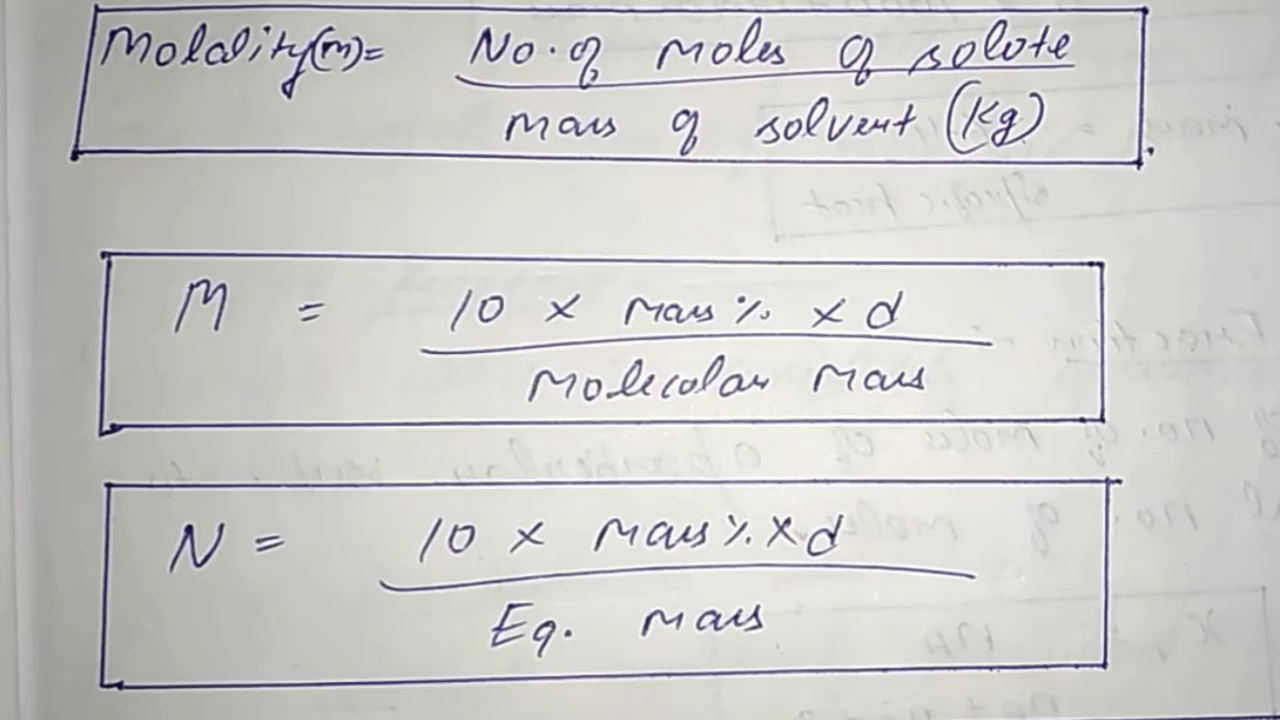 Molality(m)= No. of moles of solute
mass of solvent (Kg)
M = 10 x mass % x d
Molecular mass
N = 10 x mass % x d
Eq. mass